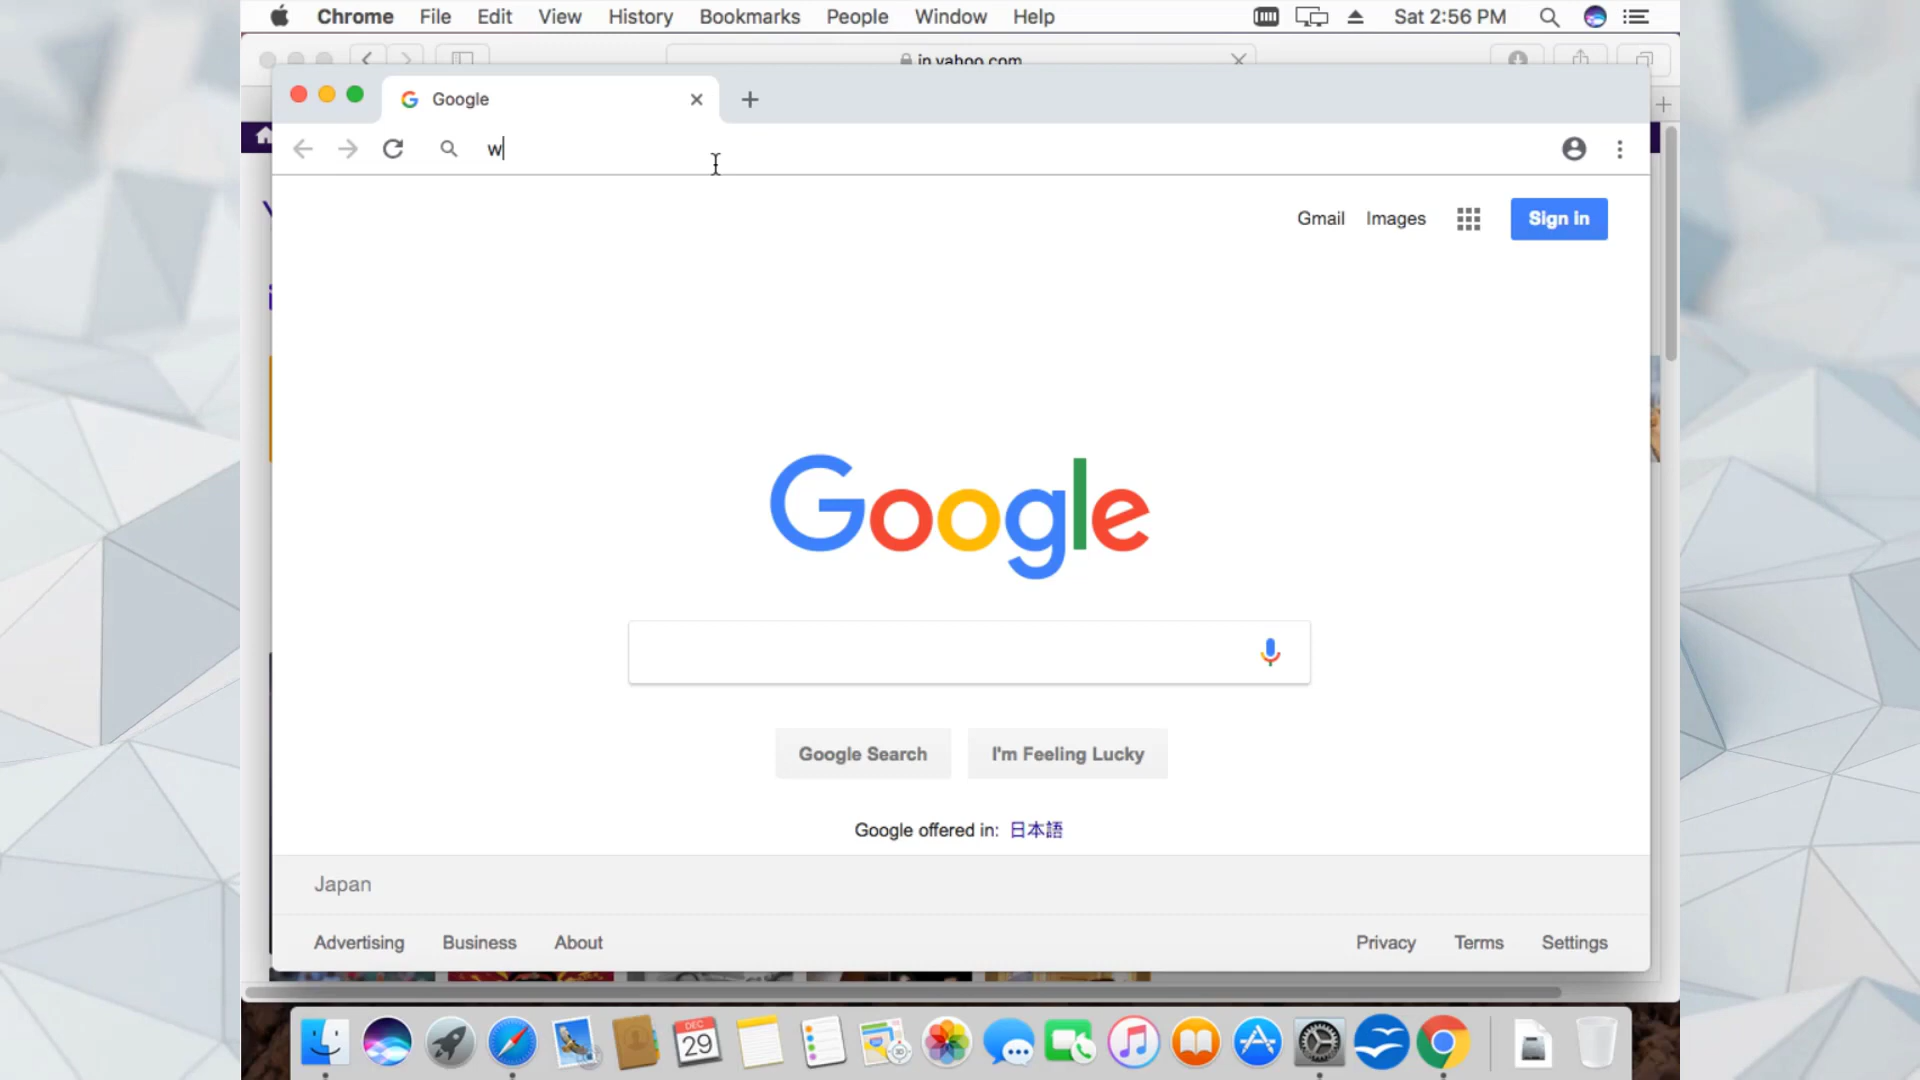 Chrome File Edit View History Bookmarks People Window Help Sat 2:56 PM
in.yahoo.com
Google
w
Gmail Images Sign in
Google
Google Search I'm Feeling Lucky
Google offered in: 日本語
Japan
Advertising Business About Privacy Terms Settings
DEC
29